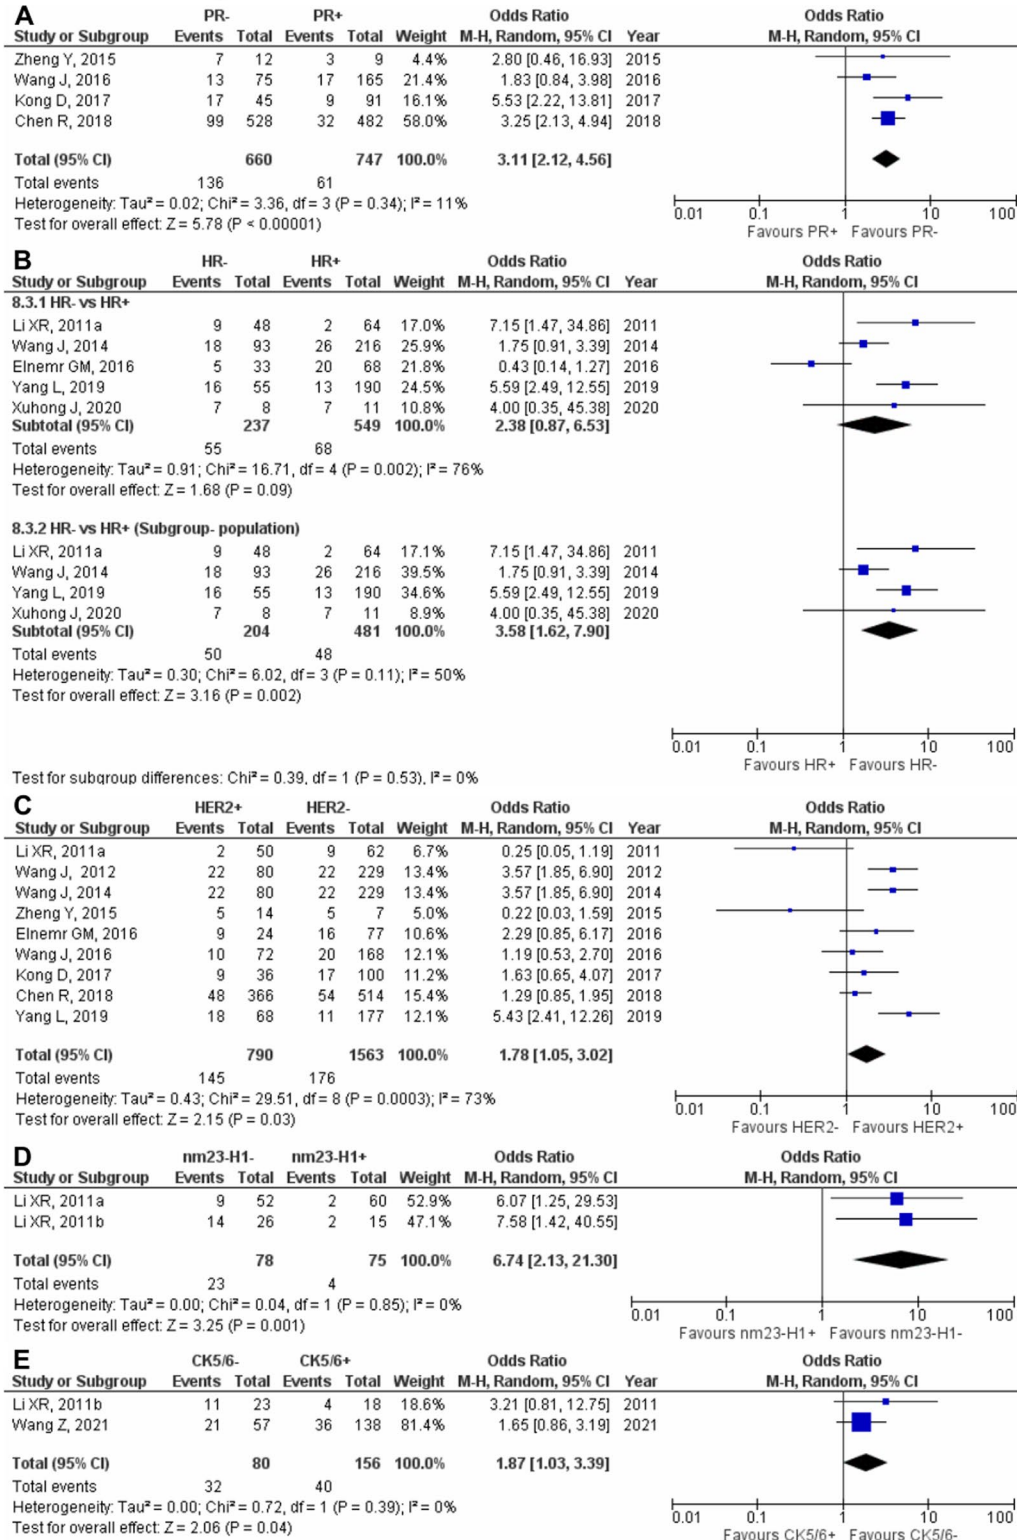 A
PR- PR+ Odds Ratio Odds Ratio
Study or Subgroup Events Total Events Total Weight M-H, Random, 95% CI Year M-H, Random, 95% CI
Zheng Y, 2015 7 12 3 9 4.4% 2.80 [0.46, 16.93] 2015
Wang J, 2016 13 75 17 165 21.4% 1.83 [0.84, 3.98] 2016
Kong D, 2017 17 45 9 91 16.1% 5.53 [2.22, 13.81] 2017
Chen R, 2018 99 528 32 482 58.0% 3.25 [2.13, 4.94] 2018
Total (95% CI) 660 747 100.0% 3.11 [2.12, 4.56]
Total events 136 61
Heterogeneity: Tau² = 0.02; Chi² = 3.36, df = 3 (P = 0.34); I² = 11%
Test for overall effect: Z = 5.78 (P < 0.00001)
0.01 0.1 1 10 100
Favours PR+ Favours PR-
B
HR- HR+ Odds Ratio Odds Ratio
Study or Subgroup Events Total Events Total Weight M-H, Random, 95% CI Year M-H, Random, 95% CI
8.3.1 HR- vs HR+
Li XR, 2011a 9 48 2 64 17.0% 7.15 [1.47, 34.86] 2011
Wang J, 2014 18 93 26 216 25.9% 1.75 [0.91, 3.39] 2014
Elnemr GM, 2016 5 33 20 68 21.8% 0.43 [0.14, 1.27] 2016
Yang L, 2019 16 55 13 190 24.5% 5.59 [2.49, 12.55] 2019
Xuhong J, 2020 7 8 7 11 10.8% 4.00 [0.35, 45.38] 2020
Subtotal (95% CI) 237 549 100.0% 2.38 [0.87, 6.53]
Total events 55 68
Heterogeneity: Tau² = 0.91; Chi² = 16.71, df = 4 (P = 0.002); I² = 76%
Test for overall effect: Z = 1.68 (P = 0.09)
8.3.2 HR- vs HR+ (Subgroup- population)
Li XR, 2011a 9 48 2 64 17.1% 7.15 [1.47, 34.86] 2011
Wang J, 2014 18 93 26 216 39.5% 1.75 [0.91, 3.39] 2014
Yang L, 2019 16 55 13 190 34.6% 5.59 [2.49, 12.55] 2019
Xuhong J, 2020 7 8 7 11 8.9% 4.00 [0.35, 45.38] 2020
Subtotal (95% CI) 204 481 100.0% 3.58 [1.62, 7.90]
Total events 50 48
Heterogeneity: Tau² = 0.30; Chi² = 6.02, df = 3 (P = 0.11); I² = 50%
Test for overall effect: Z = 3.16 (P = 0.002)
0.01 0.1 1 10 100
Favours HR+ Favours HR-
Test for subgroup differences: Chi² = 0.39, df = 1 (P = 0.53), I² = 0%
C
HER2+ HER2- Odds Ratio Odds Ratio
Study or Subgroup Events Total Events Total Weight M-H, Random, 95% CI Year M-H, Random, 95% CI
Li XR, 2011a 2 50 9 62 6.7% 0.25 [0.05, 1.19] 2011
Wang J, 2012 22 80 22 229 13.4% 3.57 [1.85, 6.90] 2012
Wang J, 2014 22 80 22 229 13.4% 3.57 [1.85, 6.90] 2014
Zheng Y, 2015 5 14 5 7 5.0% 0.22 [0.03, 1.59] 2015
Elnemr GM, 2016 9 24 16 77 10.6% 2.29 [0.85, 6.17] 2016
Wang J, 2016 10 72 20 168 12.1% 1.19 [0.53, 2.70] 2016
Kong D, 2017 9 36 17 100 11.2% 1.63 [0.65, 4.07] 2017
Chen R, 2018 48 366 54 514 15.4% 1.29 [0.85, 1.95] 2018
Yang L, 2019 18 68 11 177 12.1% 5.43 [2.41, 12.26] 2019
Total (95% CI) 790 1563 100.0% 1.78 [1.05, 3.02]
Total events 145 176
Heterogeneity: Tau² = 0.43; Chi² = 29.51, df = 8 (P = 0.0003); I² = 73%
Test for overall effect: Z = 2.15 (P = 0.03)
0.01 0.1 1 10 100
Favours HER2- Favours HER2+
D
nm23-H1- nm23-H1+ Odds Ratio Odds Ratio
Study or Subgroup Events Total Events Total Weight M-H, Random, 95% CI M-H, Random, 95% CI
Li XR, 2011a 9 52 2 60 52.9% 6.07 [1.25, 29.53]
Li XR, 2011b 14 26 2 15 47.1% 7.58 [1.42, 40.55]
Total (95% CI) 78 75 100.0% 6.74 [2.13, 21.30]
Total events 23 4
Heterogeneity: Tau² = 0.00; Chi² = 0.04, df = 1 (P = 0.85); I² = 0%
Test for overall effect: Z = 3.25 (P = 0.001)
0.01 0.1 1 10 100
Favours nm23-H1+ Favours nm23-H1-
E
CK5/6- CK5/6+ Odds Ratio Odds Ratio
Study or Subgroup Events Total Events Total Weight M-H, Random, 95% CI Year M-H, Random, 95% CI
Li XR, 2011b 11 23 4 18 18.6% 3.21 [0.81, 12.75] 2011
Wang Z, 2021 21 57 36 138 81.4% 1.65 [0.86, 3.19] 2021
Total (95% CI) 80 156 100.0% 1.87 [1.03, 3.39]
Total events 32 40
Heterogeneity: Tau² = 0.00; Chi² = 0.72, df = 1 (P = 0.39); I² = 0%
Test for overall effect: Z = 2.06 (P = 0.04)
0.01 0.1 1 10 100
Favours CK5/6+ Favours CK5/6-